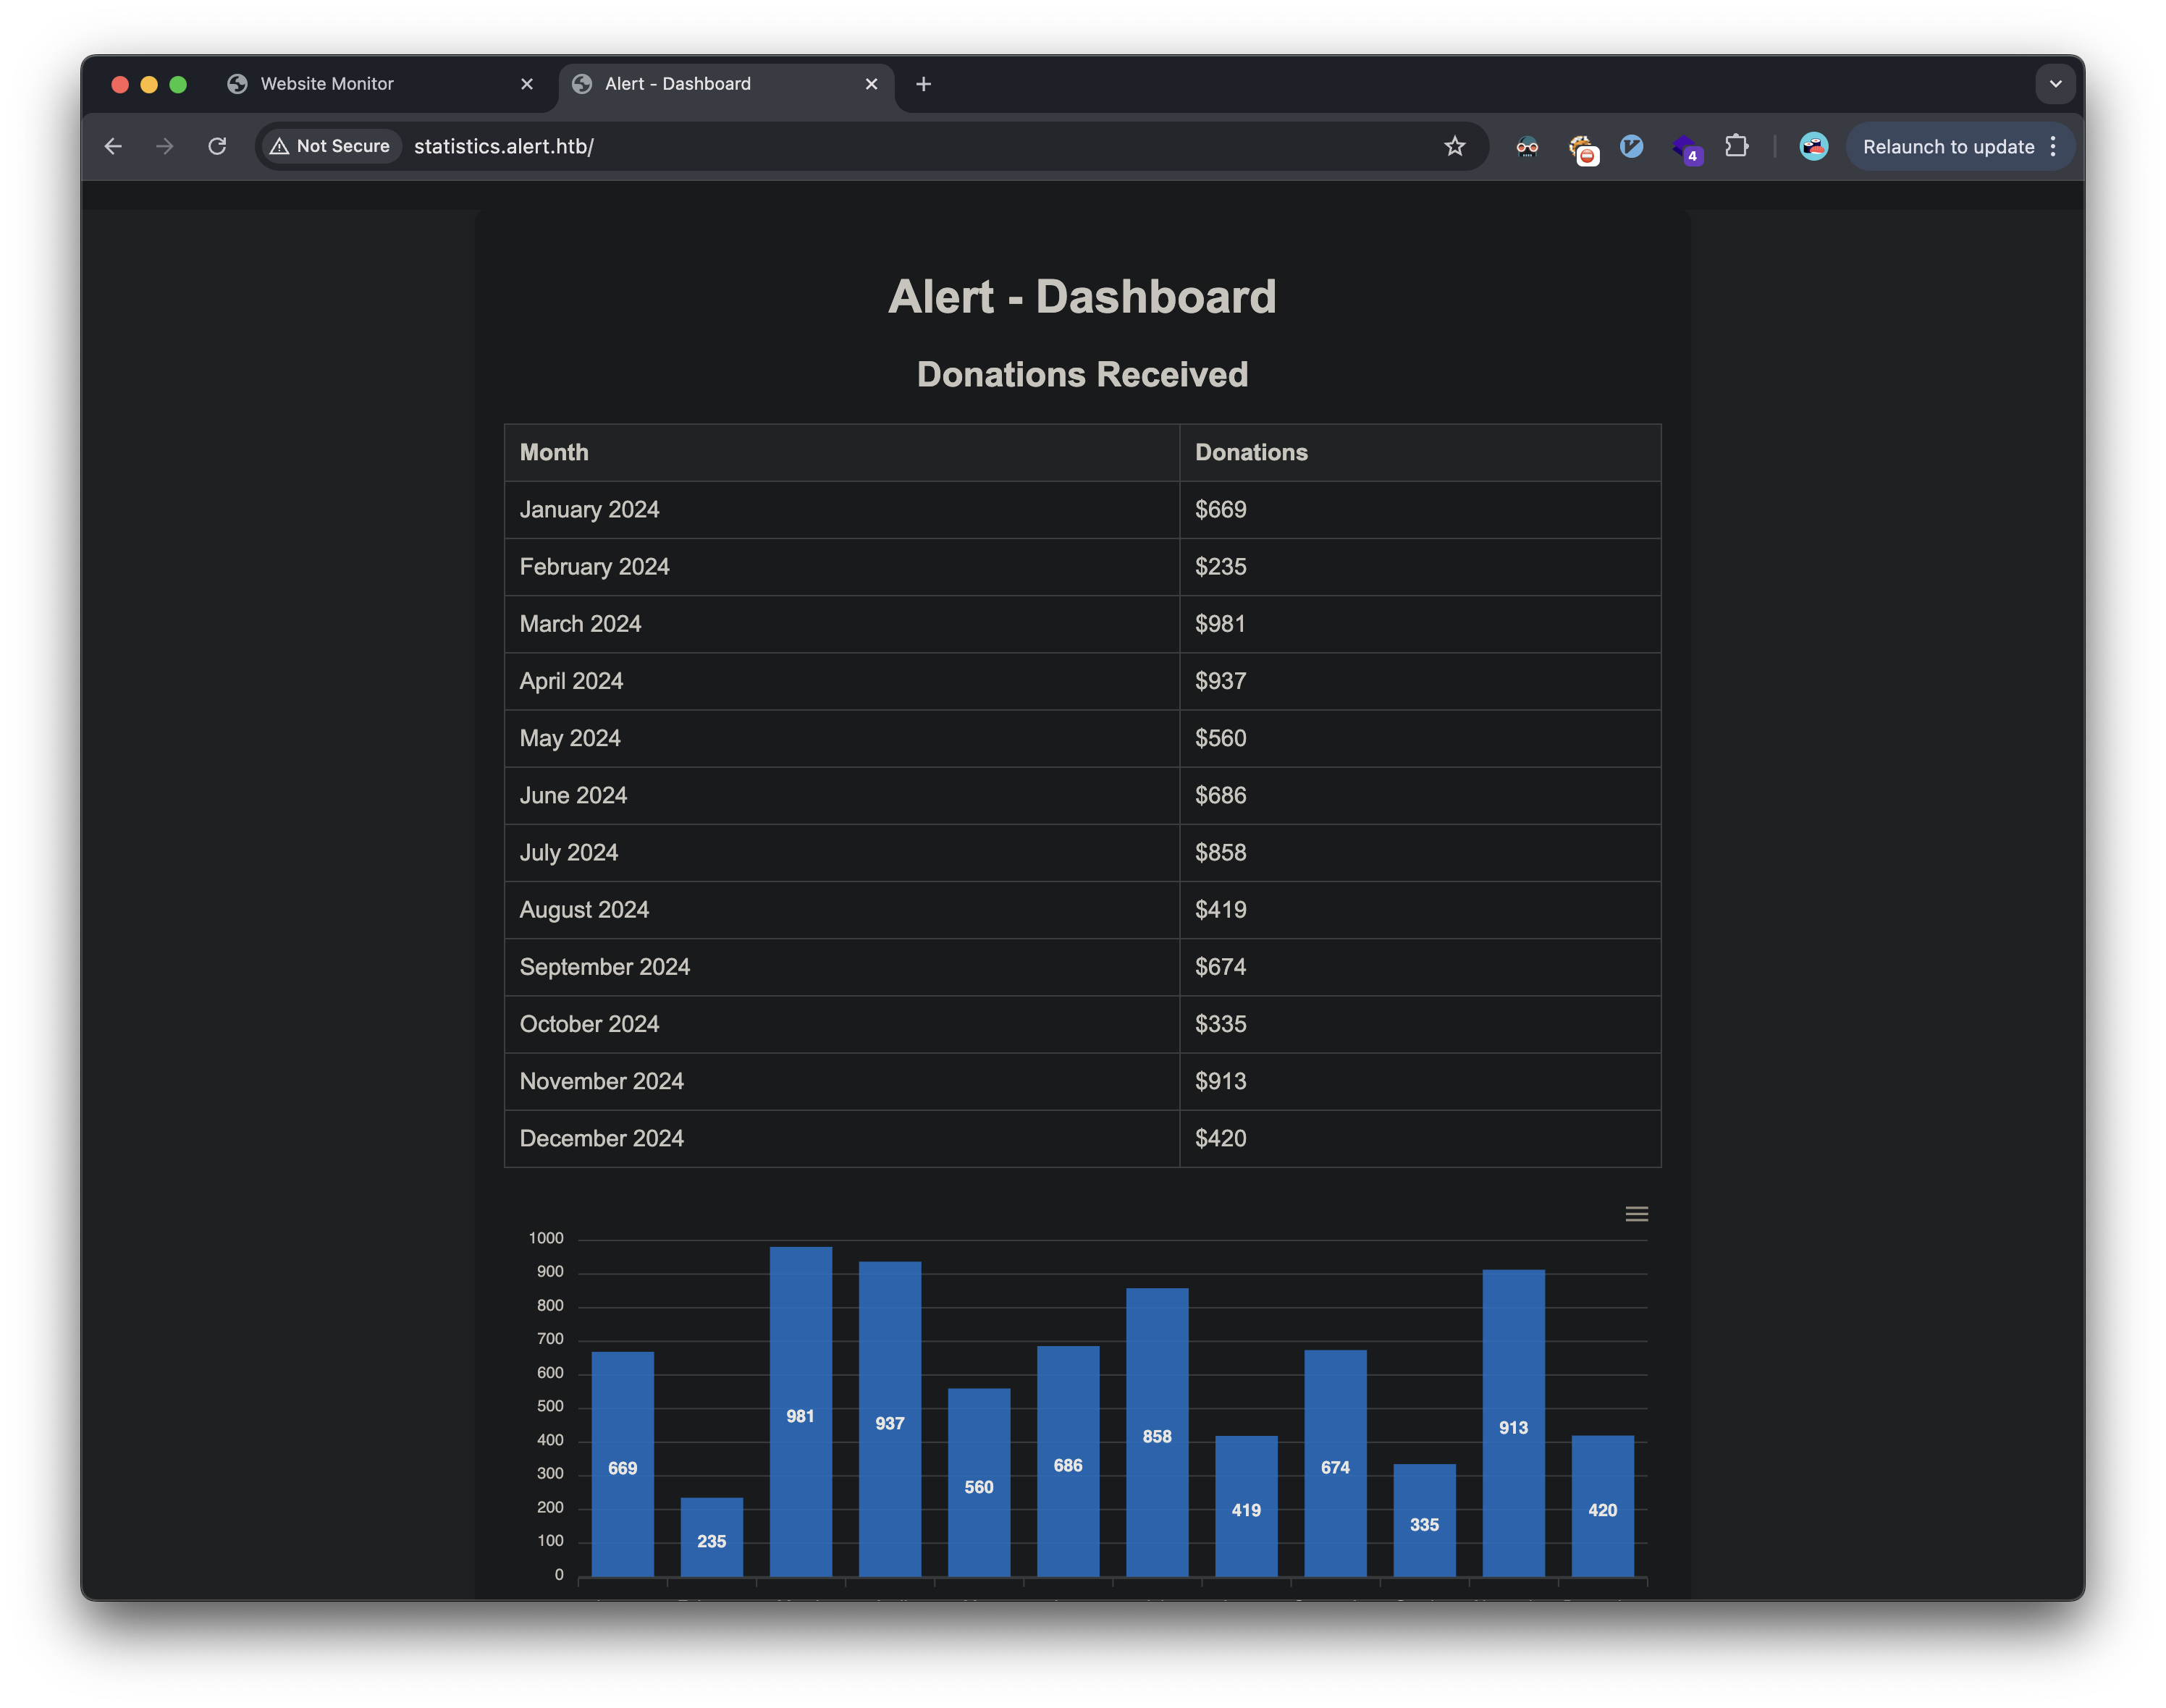 Website Monitor
Alert - Dashboard
Not Secure statistics.alert.htb/
4
Relaunch to update
Alert - Dashboard
Donations Received
Month Donations
January 2024 $669
February 2024 $235
March 2024 $981
April 2024 $937
May 2024 $560
June 2024 $686
July 2024 $858
August 2024 $419
September 2024 $674
October 2024 $335
November 2024 $913
December 2024 $420
1000
900
800
700
600
500
400
300
200
100
0
669
235
981
937
560
686
858
419
674
335
913
420